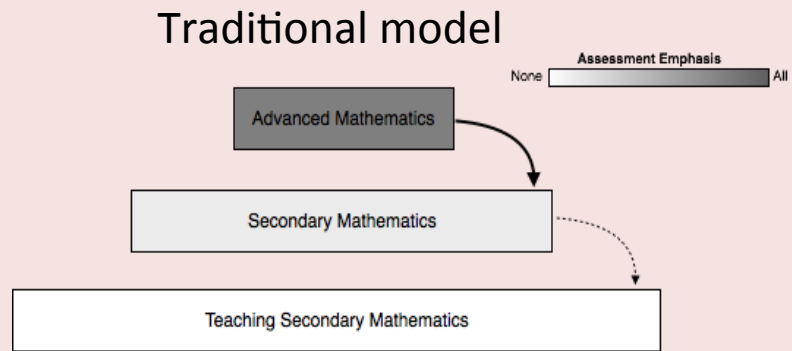 Traditional model
Assessment Emphasis
None All
Advanced Mathematics
Secondary Mathematics
Teaching Secondary Mathematics